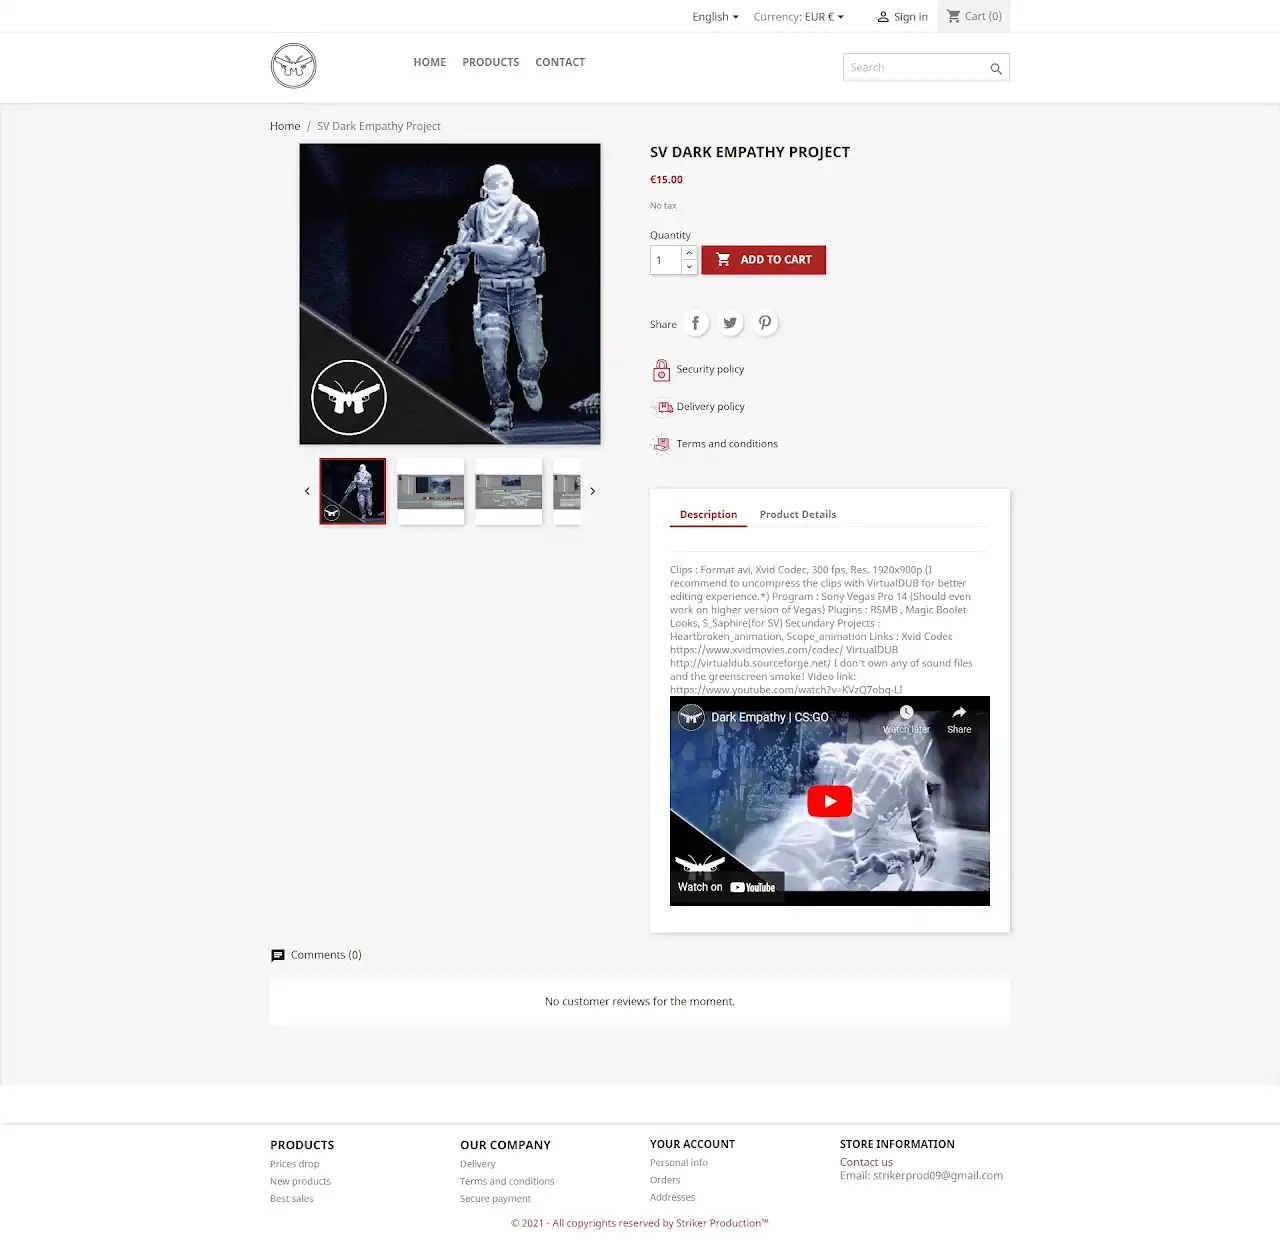 English Currency: EUR € Sign in Cart (0)
HOME PRODUCTS CONTACT Search
Home / SV Dark Empathy Project
SV DARK EMPATHY PROJECT
€15.00
No tax
Quantity
1 ADD TO CART
Share
Security policy
Delivery policy
Terms and conditions
Description Product Details
Clips : Format avi, Xvid Codec, 300 fps, Res. 1920x900p (I
recommend to uncompress the clips with VirtualDUB for better
editing experience.*) Program : Sony Vegas Pro 14 (Should even
work on higher version of Vegas) Plugins : RSMB , Magic Boolet
Looks, S_Saphire(for SV) Secundary Projects :
Heartbroken_animation, Scope_animation Links : Xvid Codec
https://www.xvidmovies.com/codec/ VirtualDUB
http://virtualdub.sourceforge.net/ I don't own any of sound files
and the greenscreen smoke! Video link:
https://www.youtube.com/watch?v=KVzQ7obq-LI
Dark Empathy | CS:GO
Watch later Share
Watch on YouTube
Comments (0)
No customer reviews for the moment.
PRODUCTS
Prices drop
New products
Best sales
OUR COMPANY
Delivery
Terms and conditions
Secure payment
YOUR ACCOUNT
Personal info
Orders
Addresses
STORE INFORMATION
Contact us
Email: strikerprod09@gmail.com
© 2021 - All copyrights reserved by Striker Production™